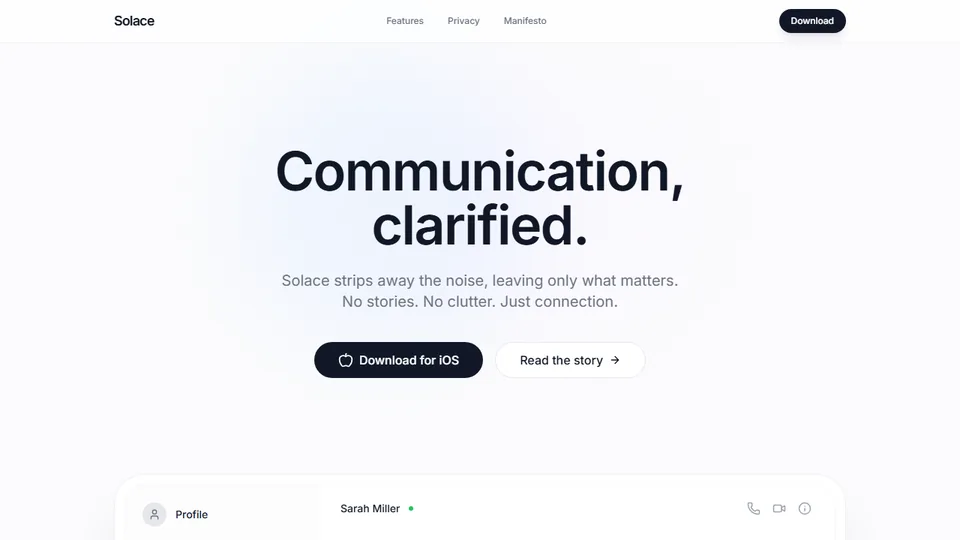 Solace
Features
Privacy
Manifesto
Download
Communication,
clarified.
Solace strips away the noise, leaving only what matters.
No stories. No clutter. Just connection.
Download for iOS
Read the story →
Profile
Sarah Miller